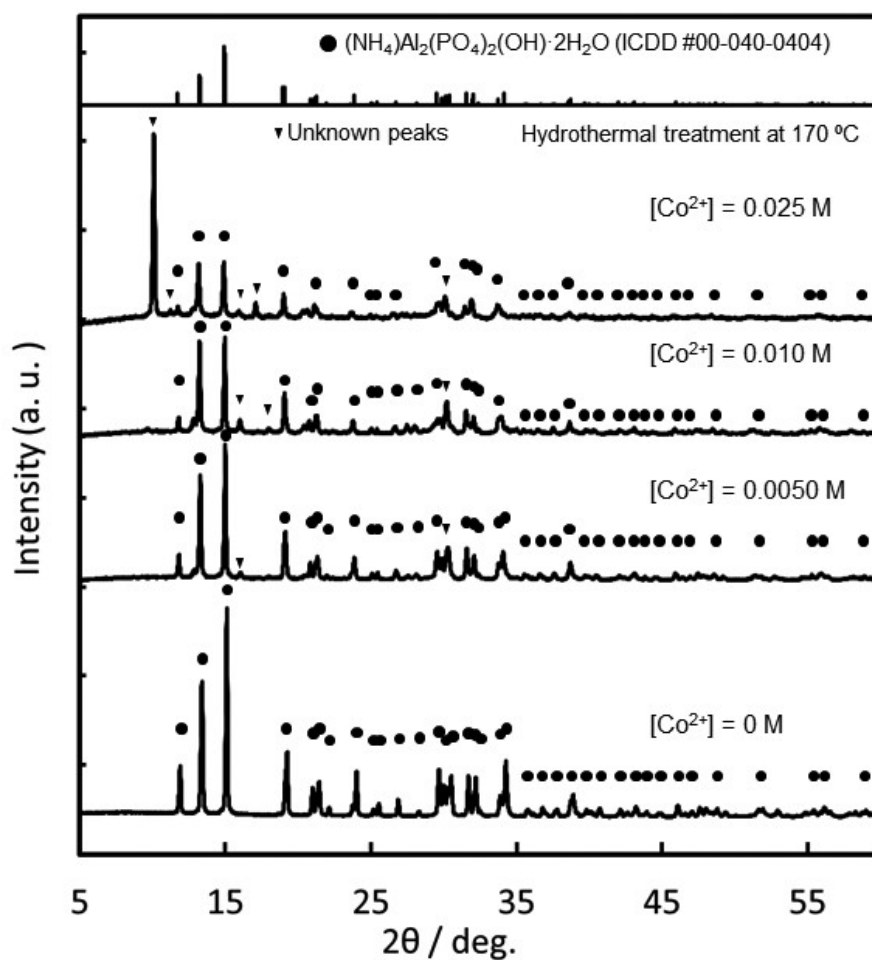 ● (NH₄)Al₂(PO₄)₂(OH)·2H₂O (ICDD #00-040-0404)
▼Unknown peaks
Hydrothermal treatment at 170 ºC
[Co²⁺] = 0.025 M
[Co²⁺] = 0.010 M
[Co²⁺] = 0.0050 M
[Co²⁺] = 0 M
Intensity (a. u.)
5 15 25 35 45 55
2θ / deg.